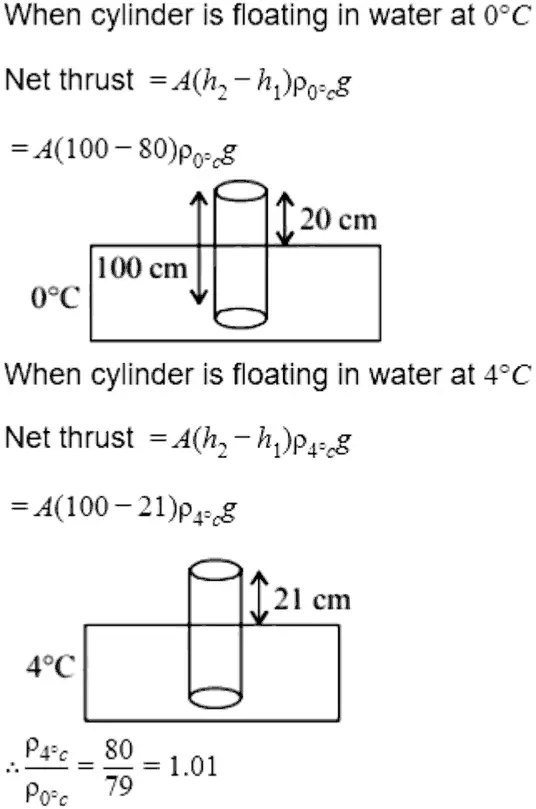 When cylinder is floating in water at 0°C
Net thrust = A(h₂ − h₁)ρ₀°cg
= A(100 − 80)ρ₀°cg
20 cm
100 cm
0°C
When cylinder is floating in water at 4°C
Net thrust = A(h₂ − h₁)ρ₄°cg
= A(100 − 21)ρ₄°cg
21 cm
4°C
∴ ρ₄°c/ρ₀°c = 80/79 = 1.01